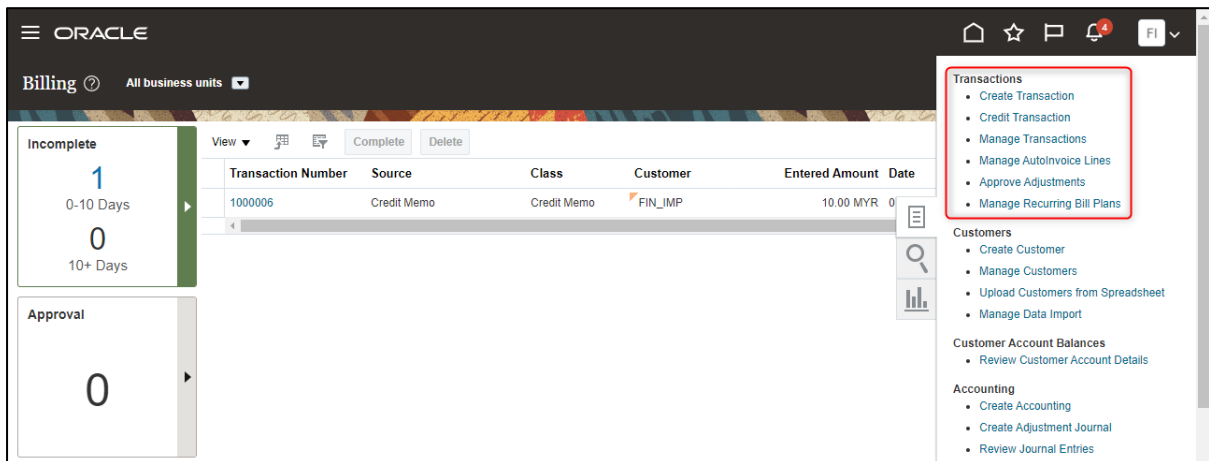 ORACLE
4
FI
Billing
All business units
Incomplete
1
0-10 Days
0
10+ Days
Approval
0
View
Complete
Delete
Transaction Number Source Class Customer Entered Amount Date
1000006 Credit Memo Credit Memo FIN_IMP 10.00 MYR 0
Transactions
Create Transaction
Credit Transaction
Manage Transactions
Manage AutoInvoice Lines
Approve Adjustments
Manage Recurring Bill Plans
Customers
Create Customer
Manage Customers
Upload Customers from Spreadsheet
Manage Data Import
Customer Account Balances
Review Customer Account Details
Accounting
Create Accounting
Create Adjustment Journal
Review Journal Entries